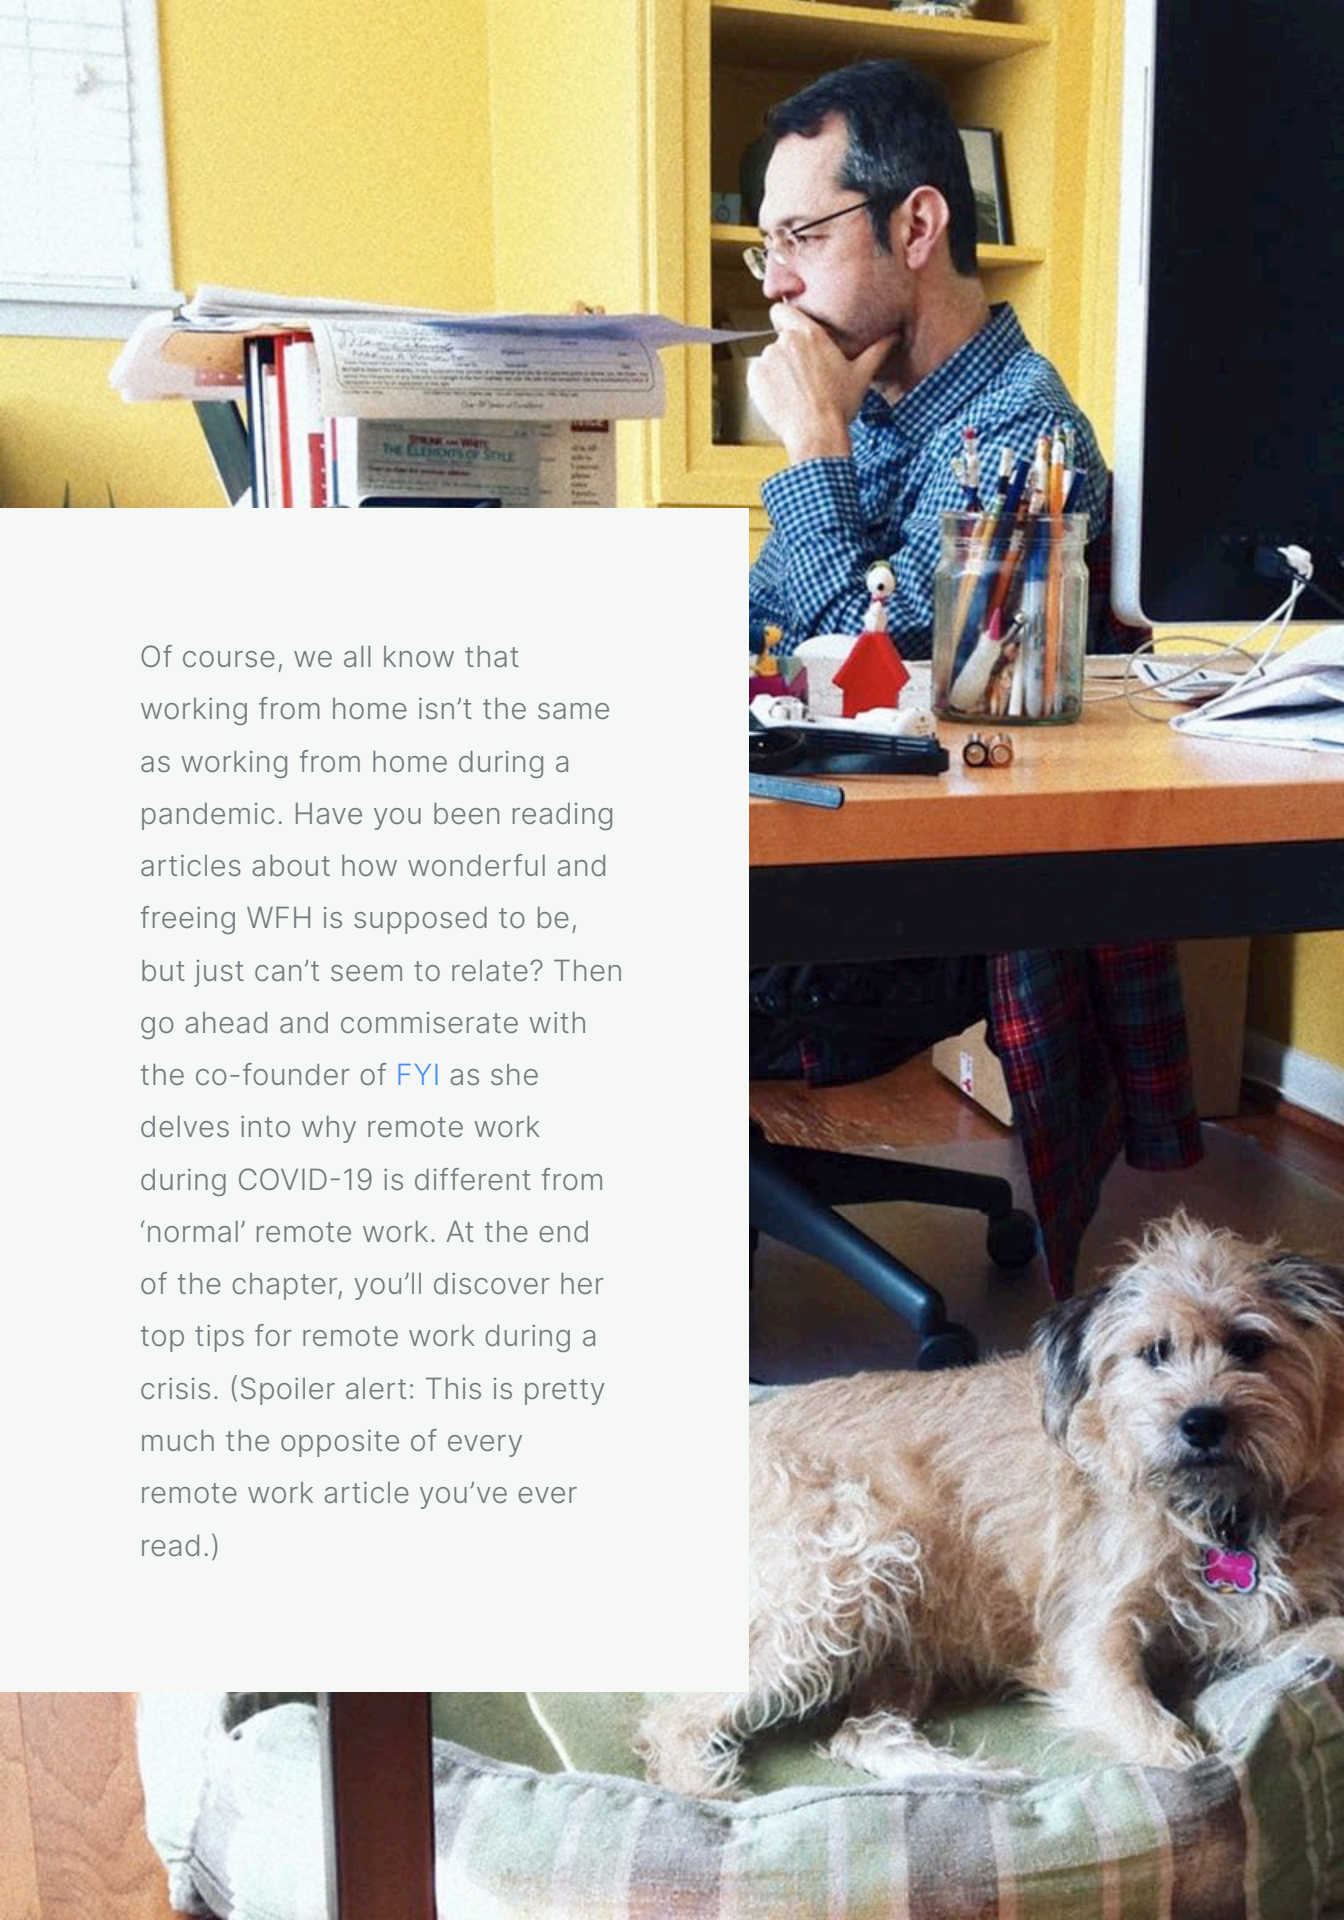 STRUNK AND WHITE
THE ELEMENTS OF STYLE
Of course, we all know that
working from home isn’t the same
as working from home during a
pandemic. Have you been reading
articles about how wonderful and
freeing WFH is supposed to be,
but just can’t seem to relate? Then
go ahead and commiserate with
the co-founder of FYI as she
delves into why remote work
during COVID-19 is different from
‘normal’ remote work. At the end
of the chapter, you’ll discover her
top tips for remote work during a
crisis. (Spoiler alert: This is pretty
much the opposite of every
remote work article you’ve ever
read.)